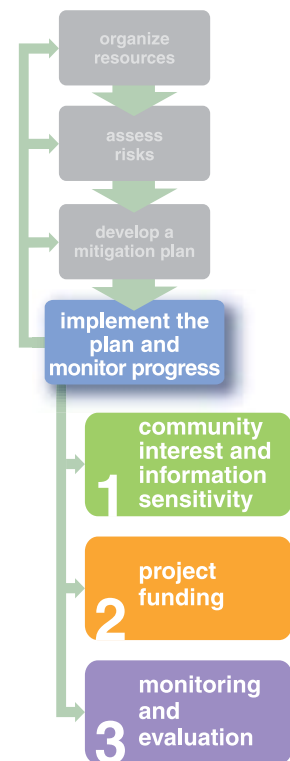 organize
resources
assess
risks
develop a
mitigation plan
implement the
plan and
monitor progress
community
interest and
information
sensitivity
1
project
funding
2
monitoring
and
evaluation
3